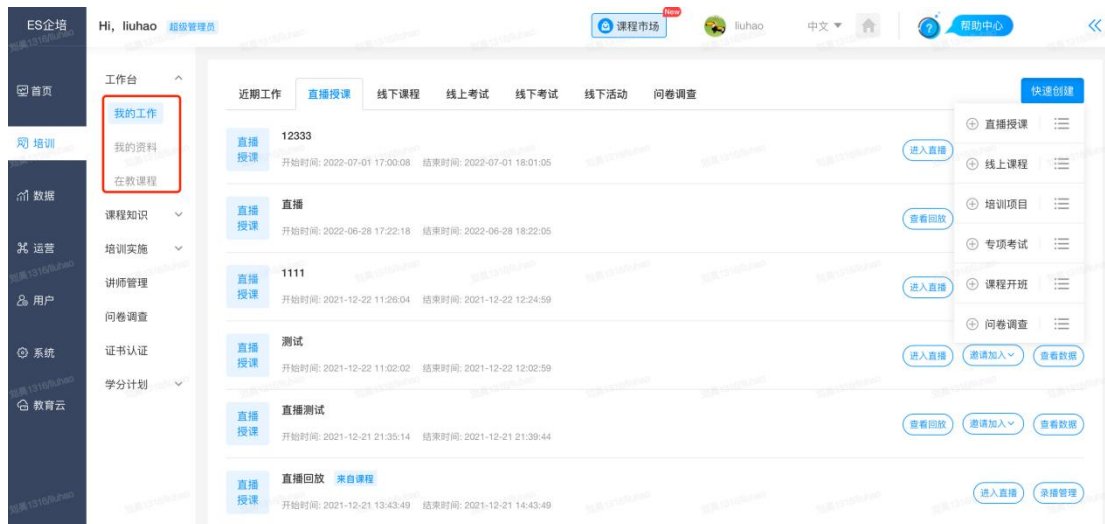 ES企培
Hi, liuhao 超级管理员
New
课程市场
liuhao
中文
帮助中心
首页
培训
数据
运营
用户
系统
教育云
工作台
我的工作
我的资料
在教课程
课程知识
培训实施
讲师管理
问卷调查
证书认证
学分计划
近期工作 直播授课 线下课程 线上考试 线下考试 线下活动 问卷调查
快速创建
直播授课
线上课程
培训项目
专项考试
课程开班
问卷调查
直播
授课
12333
开始时间: 2022-07-01 17:00:08 结束时间: 2022-07-01 18:01:05
进入直播
直播
授课
直播
开始时间: 2022-06-28 17:22:18 结束时间: 2022-06-28 18:22:05
查看回放
直播
授课
1111
开始时间: 2021-12-22 11:26:04 结束时间: 2021-12-22 12:24:59
进入直播
直播
授课
测试
开始时间: 2021-12-22 11:02:02 结束时间: 2021-12-22 12:02:59
进入直播 邀请加入 查看数据
直播
授课
直播测试
开始时间: 2021-12-21 21:35:14 结束时间: 2021-12-21 21:39:44
查看回放 邀请加入 查看数据
直播
授课
直播回放 来自课程
开始时间: 2021-12-21 13:43:49 结束时间: 2021-12-21 14:43:49
进入直播 录播管理